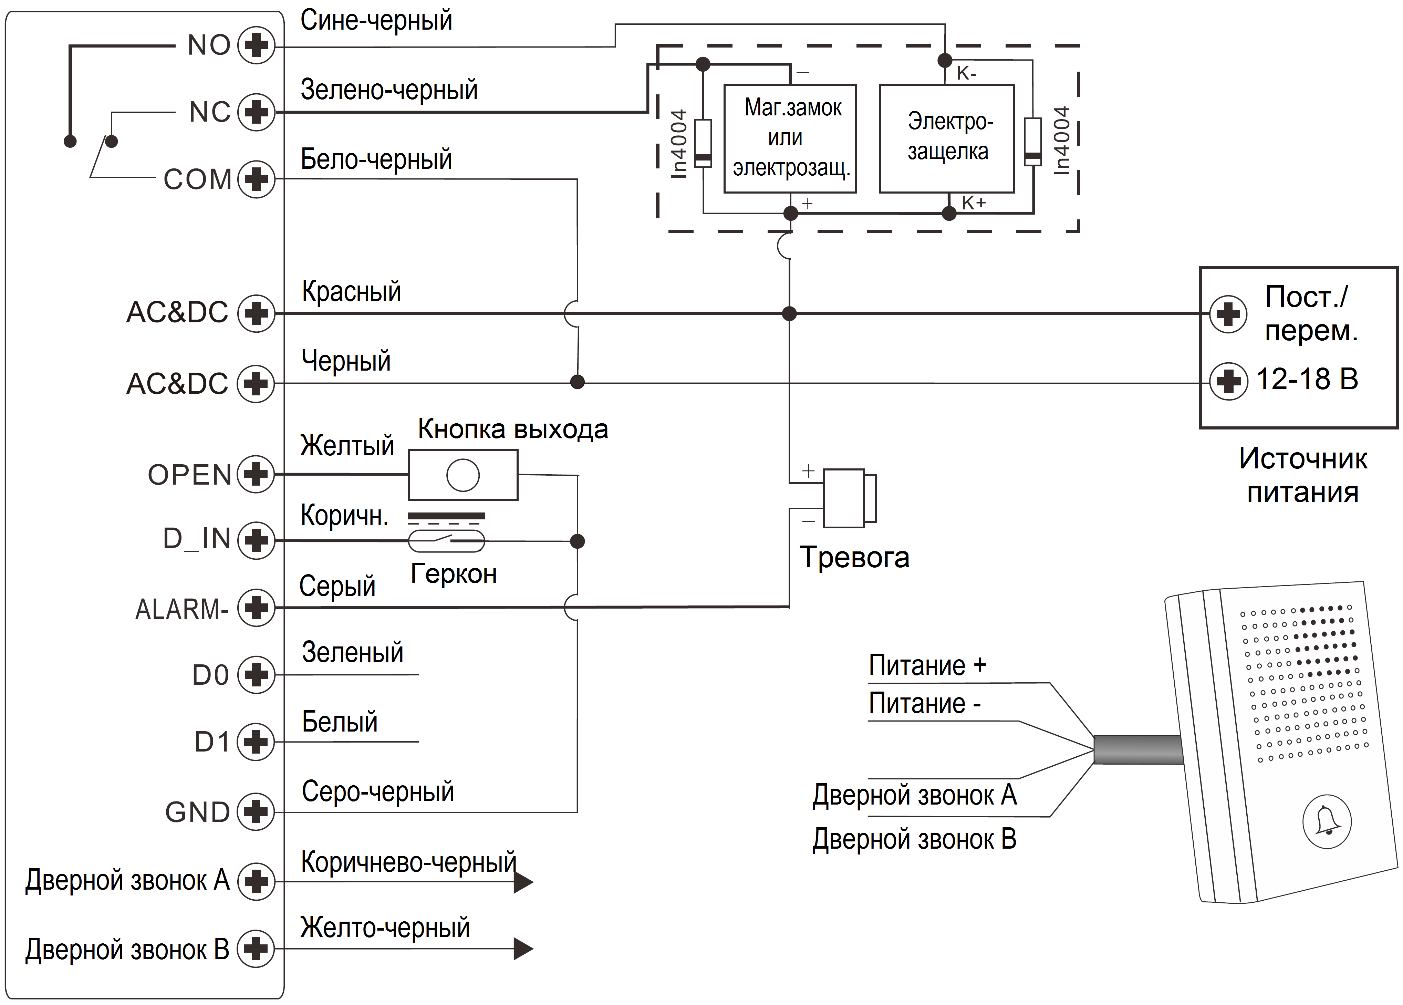 NO
Сине-черный
NC
Зелено-черный
COM
Бело-черный
K-
–
In4004
Маг.замок
или
электрозащ.
Электро-
защелка
In4004
+
K+
AC&DC
Красный
AC&DC
Черный
Пост./
перем.
12-18 В
Источник
питания
OPEN
Желтый
Кнопка выхода
D_IN
Коричн.
Геркон
+
–
Тревога
ALARM-
Серый
D0
Зеленый
D1
Белый
GND
Серо-черный
Дверной звонок A
Коричнево-черный
Дверной звонок B
Желто-черный
Питание +
Питание -
Дверной звонок A
Дверной звонок B